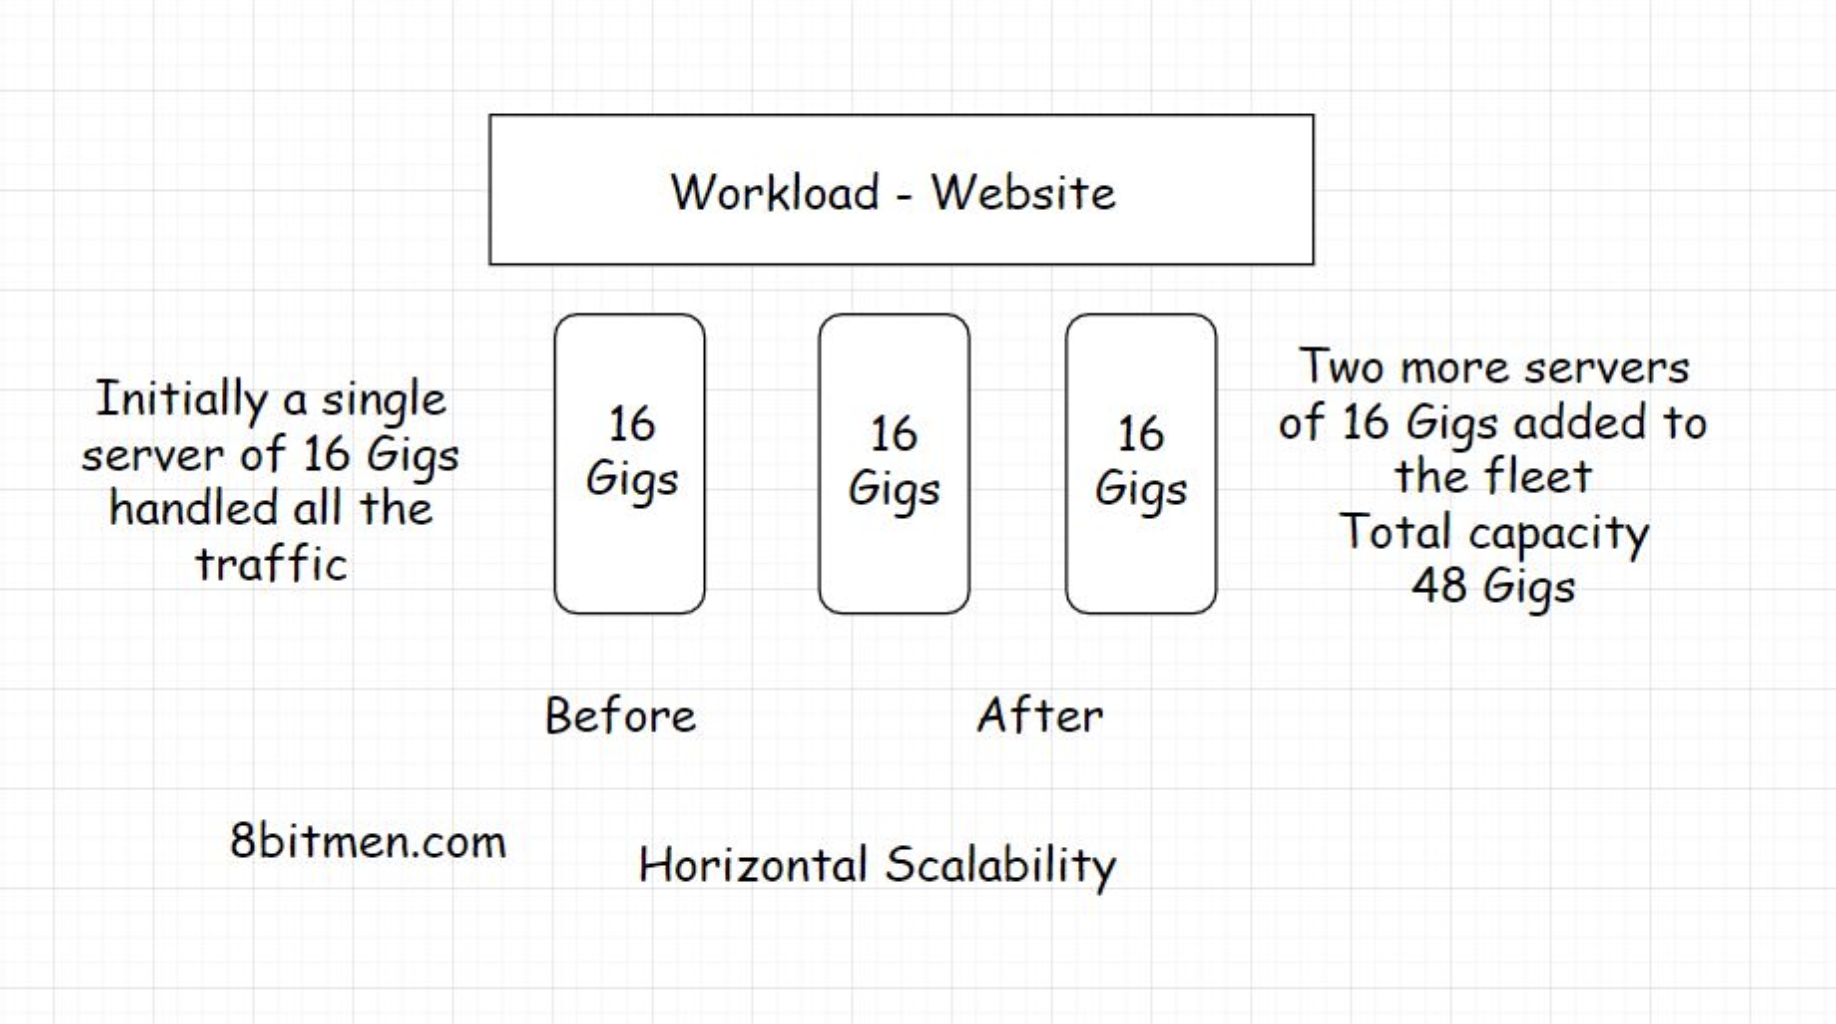 Workload - Website
Initially a single
server of 16 Gigs
handled all the
traffic
16
Gigs
16
Gigs
16
Gigs
Two more servers
of 16 Gigs added to
the fleet
Total capacity
48 Gigs
Before
After
8bitmen.com
Horizontal Scalability